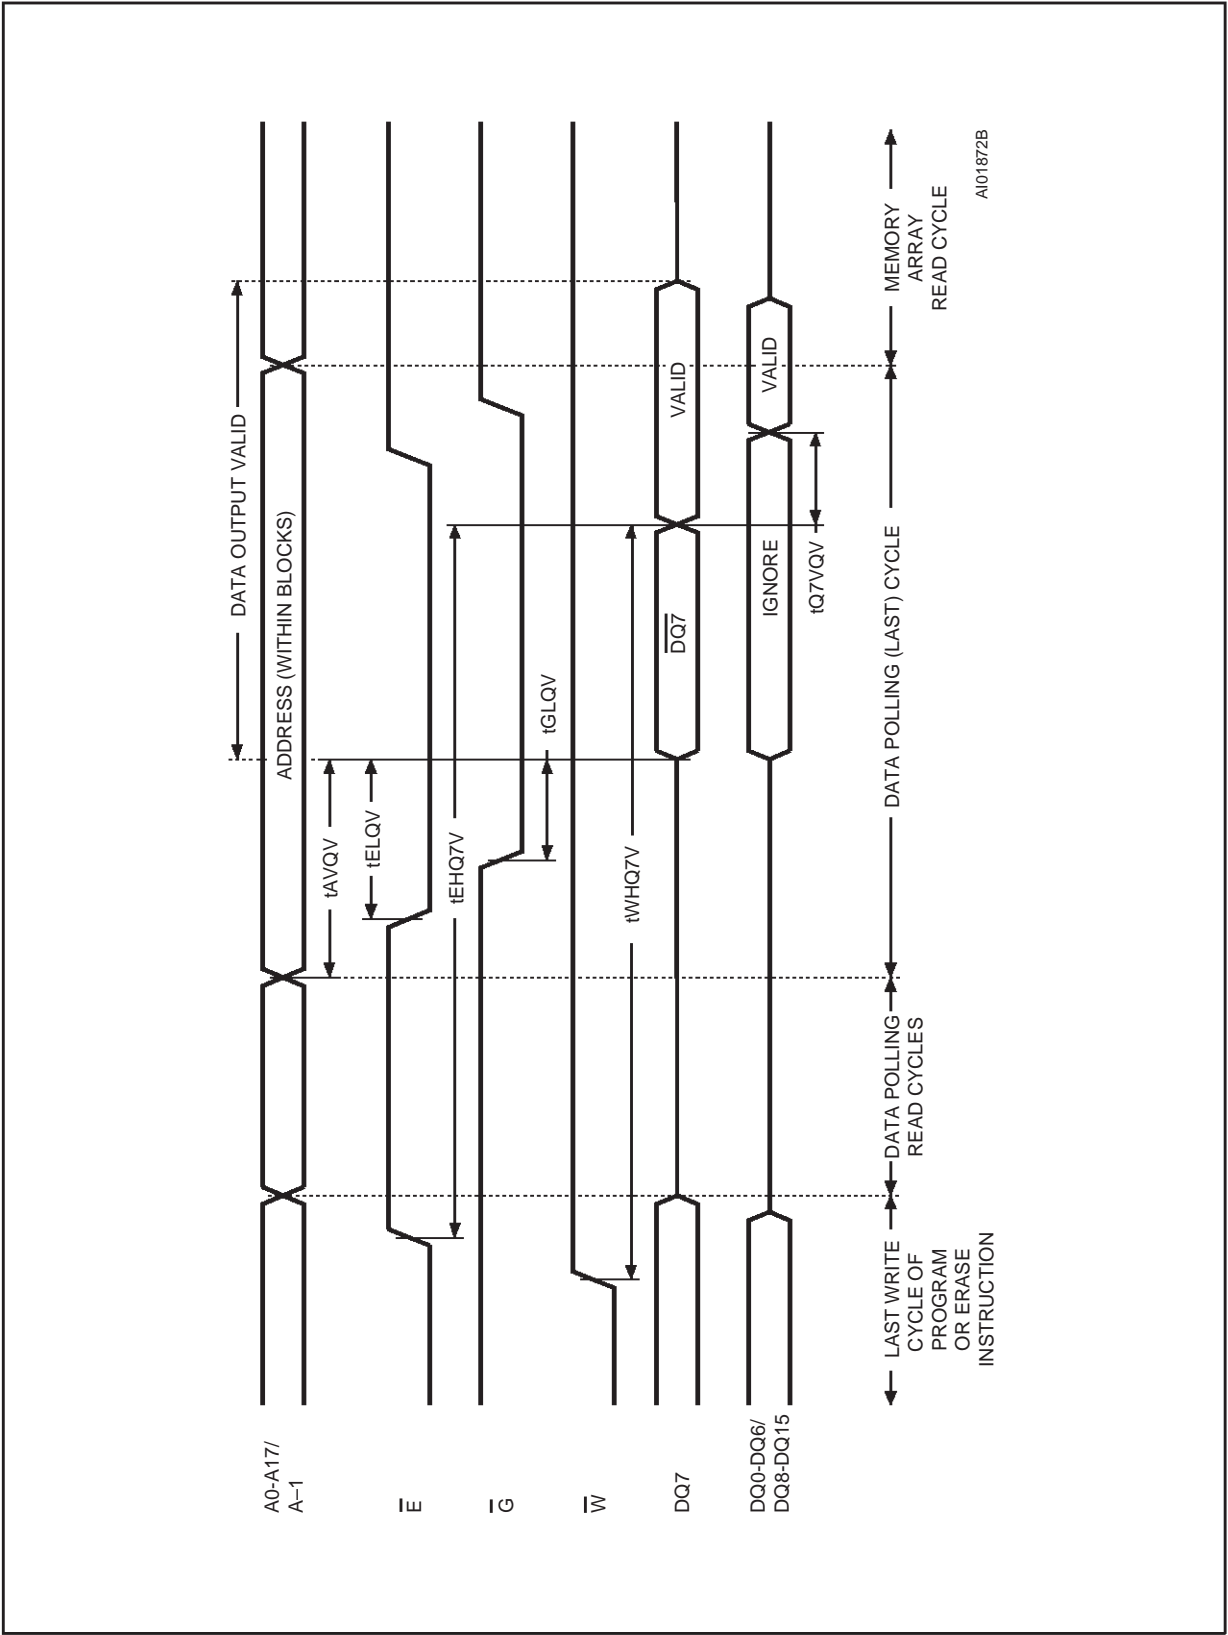 DATA OUTPUT VALID
A0-A17/
A–1
ADDRESS (WITHIN BLOCKS)
tAVQV
tELQV
E
tEHQ7V
G
tGLQV
W
tWHQ7V
DQ7
DQ7
VALID
DQ0-DQ6/
DQ8-DQ15
IGNORE
VALID
tQ7VQV
LAST WRITE
CYCLE OF
PROGRAM
OR ERASE
INSTRUCTION
DATA POLLING
READ CYCLES
DATA POLLING (LAST) CYCLE
MEMORY
ARRAY
READ CYCLE
AI01872B